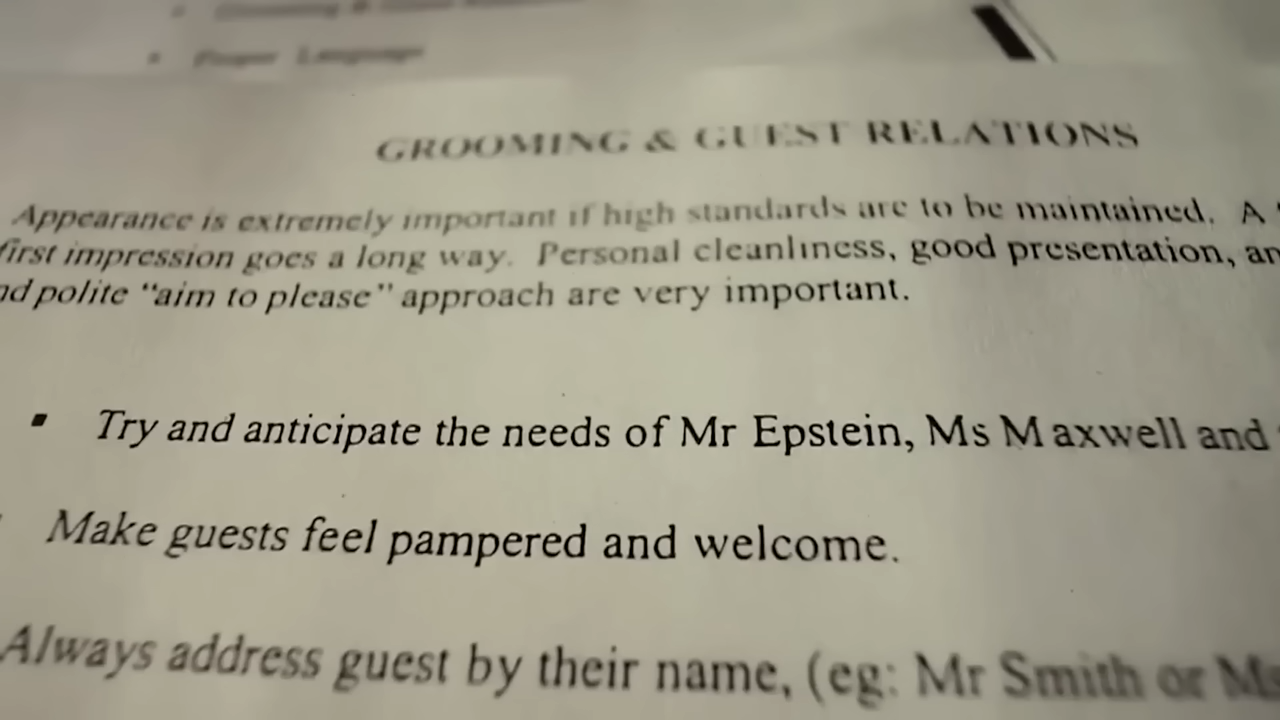 Proper Language
GROOMING & GUEST RELATIONS
Appearance is extremely important if high standards are to be maintained. A
first impression goes a long way. Personal cleanliness, good presentation,
polite "aim to please" approach are very important.
▪ Try and anticipate the needs of Mr Epstein, Ms Maxwell and
Make guests feel pampered and welcome.
Always address guest by their name, (eg: Mr Smith or